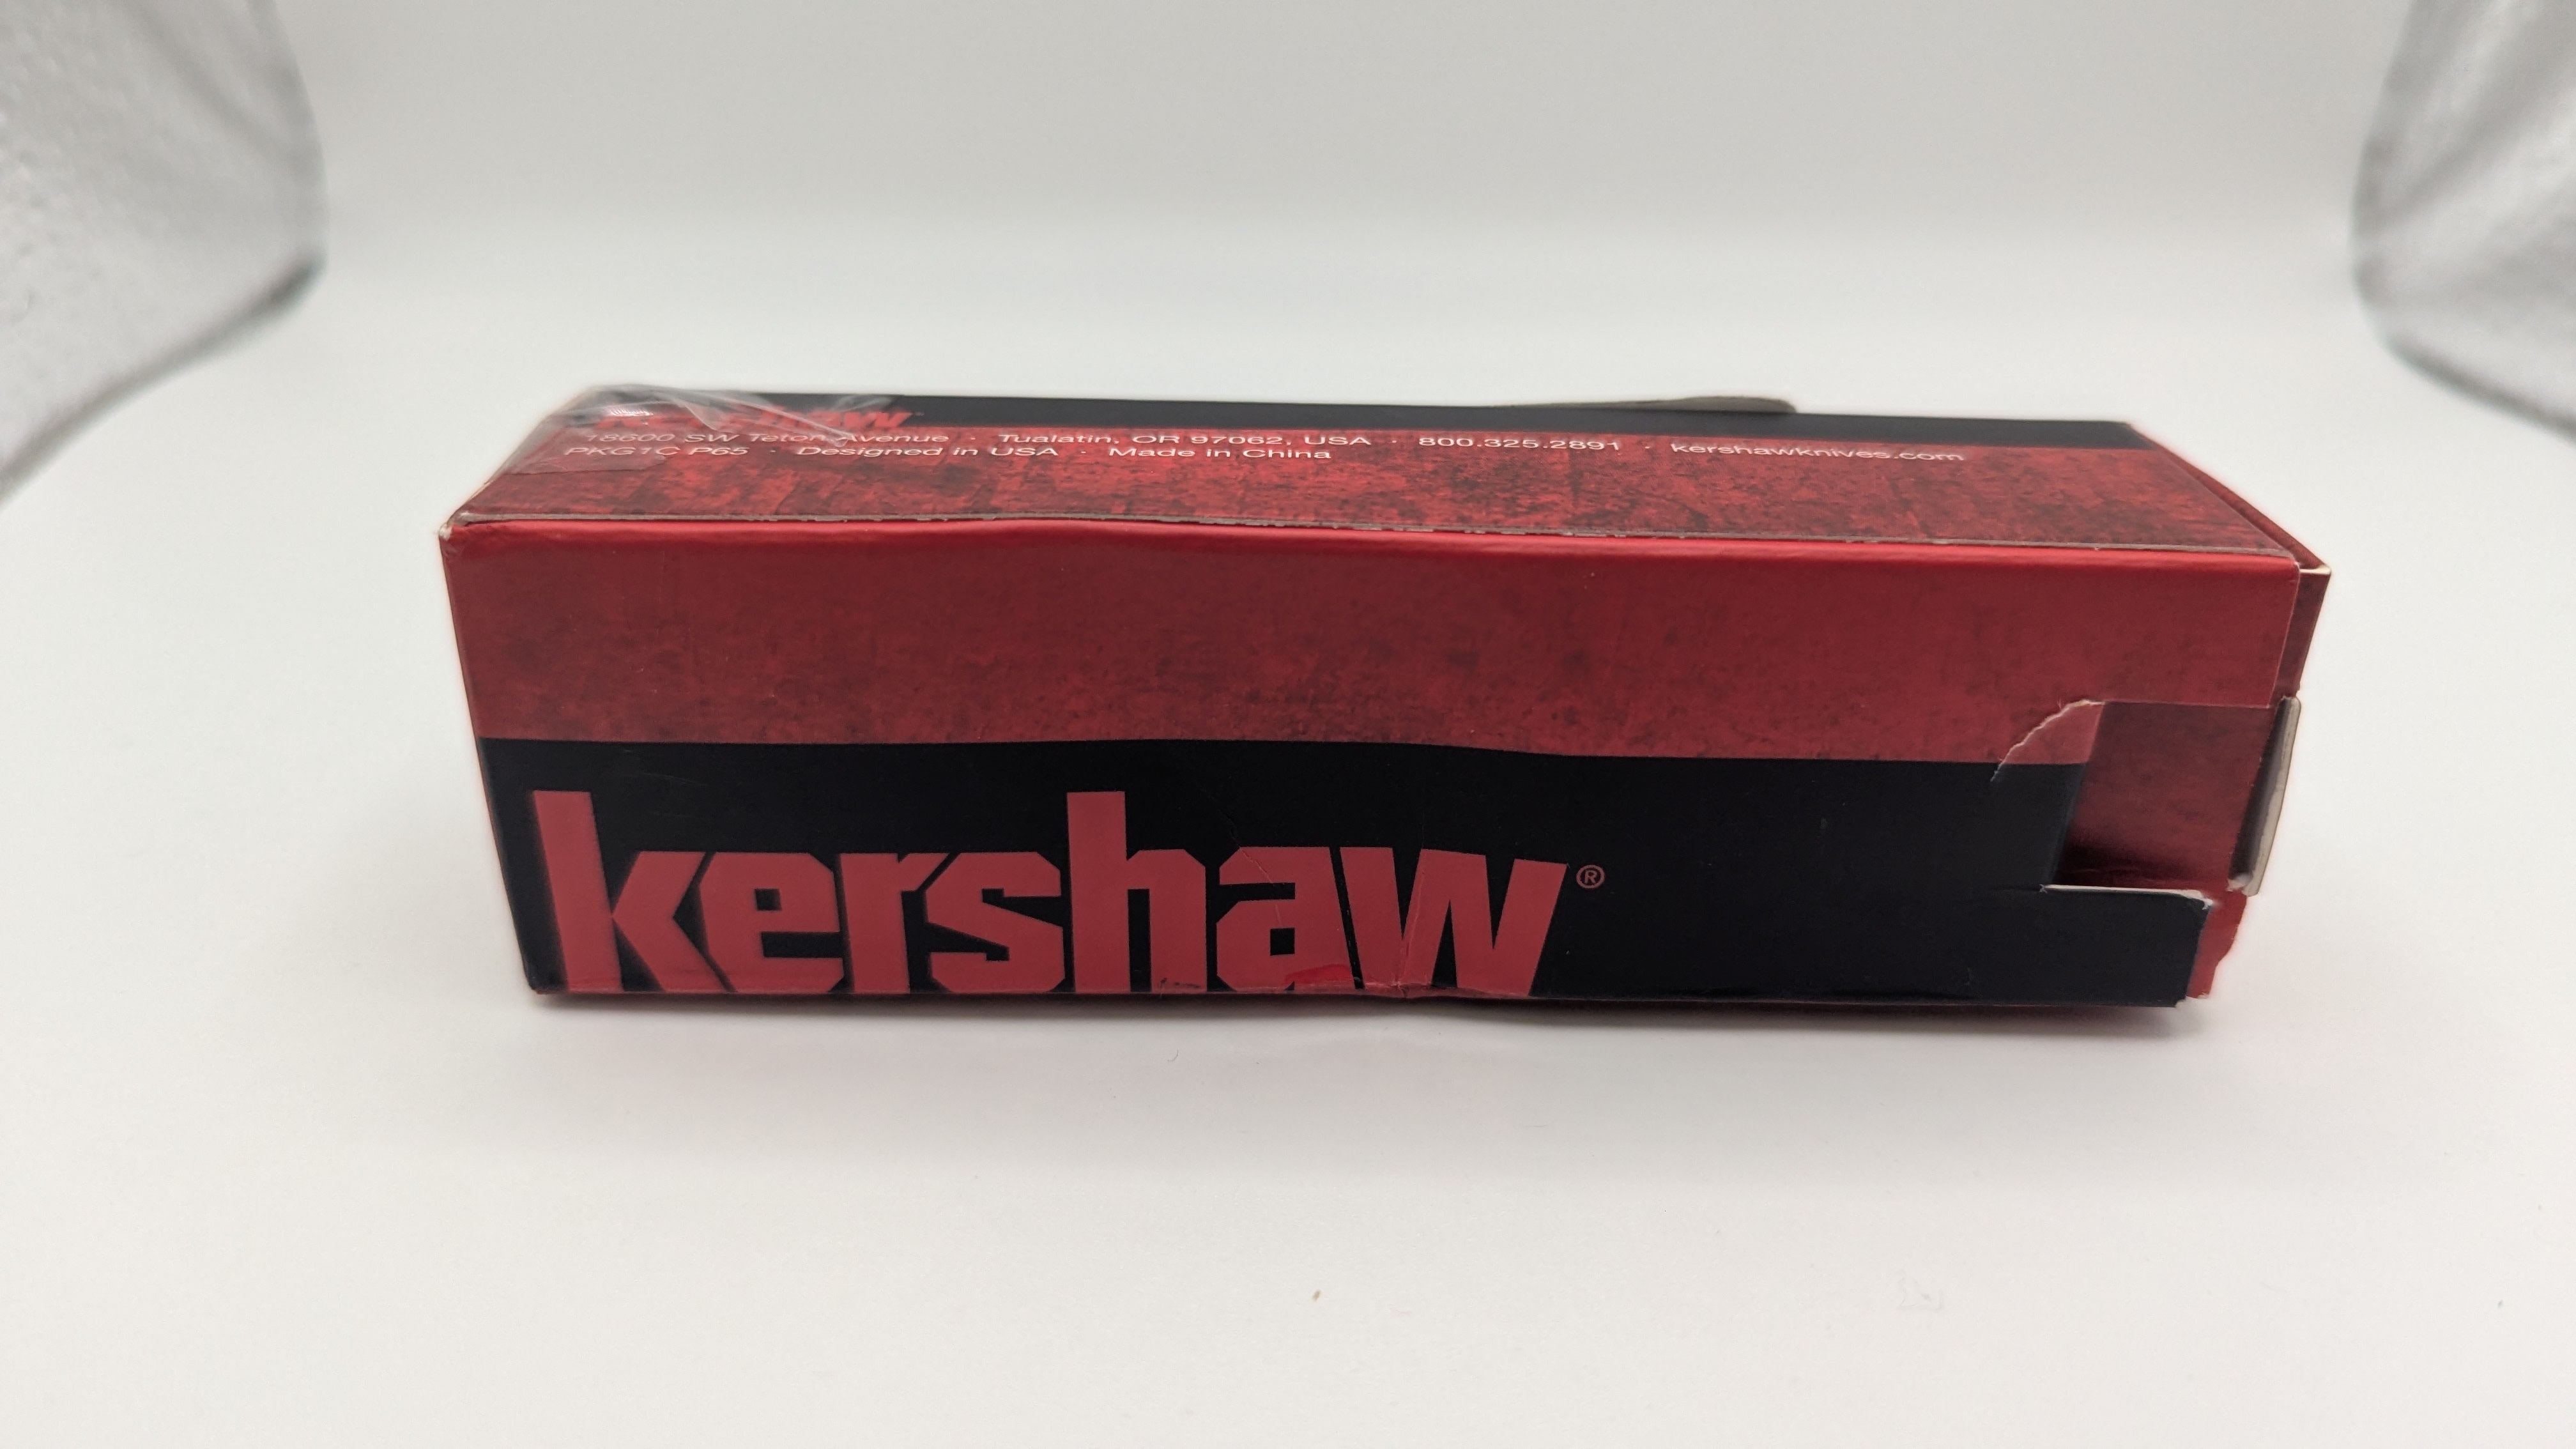 kershaw
18600 SW Teton Avenue · Tualatin, OR 97062, USA · 800.325.2891 · kershawknives.com
PKG1C P65 · Designed in USA · Made in China
kershaw®